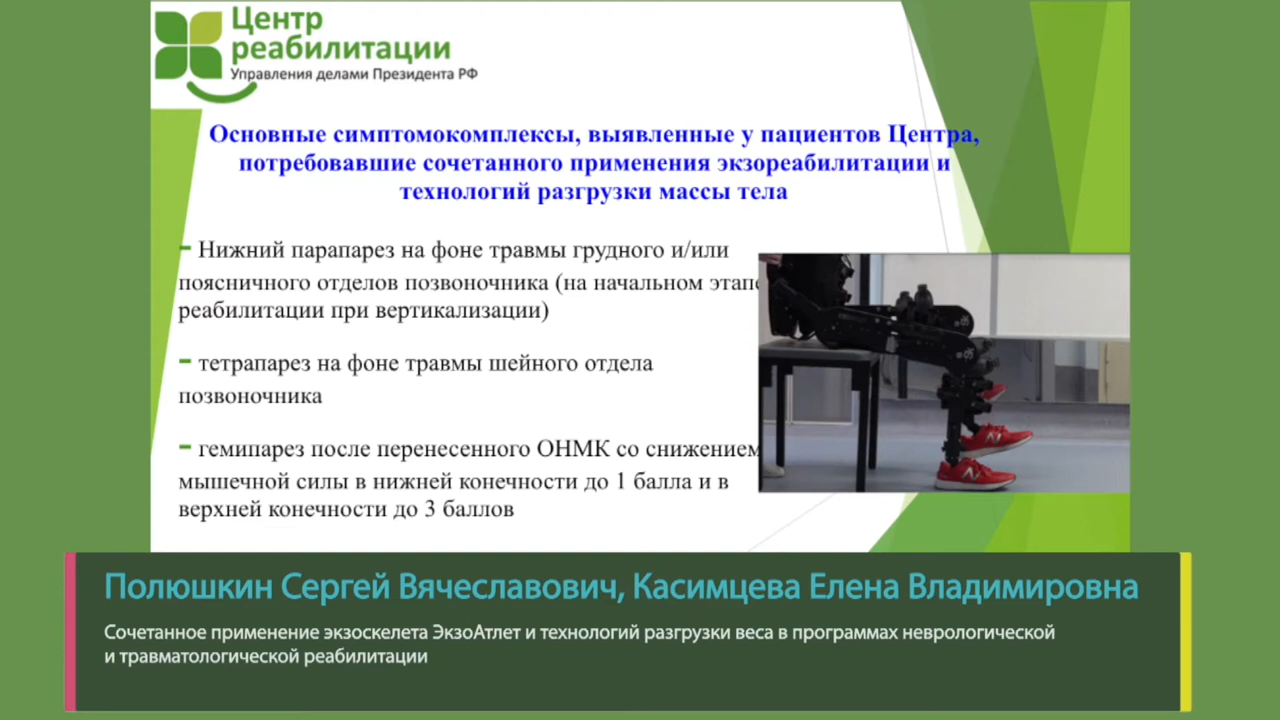 Центр
реабилитации
Управления делами Президента РФ
Основные симптомокомплексы, выявленные у пациентов Центра,
потребовавшие сочетанного применения экзореабилитации и
технологий разгрузки массы тела
- Нижний парапарез на фоне травмы грудного и/или
поясничного отделов позвоночника (на начальном этапе
реабилитации при вертикализации)
- тетрапарез на фоне травмы шейного отдела
позвоночника
- гемипарез после перенесенного ОНМК со снижением
мышечной силы в нижней конечности до 1 балла и в
верхней конечности до 3 баллов
Полюшкин Сергей Вячеславович, Касимцева Елена Владимировна
Сочетанное применение экзоскелета ЭкзоАтлет и технологий разгрузки веса в программах неврологической
и травматологической реабилитации